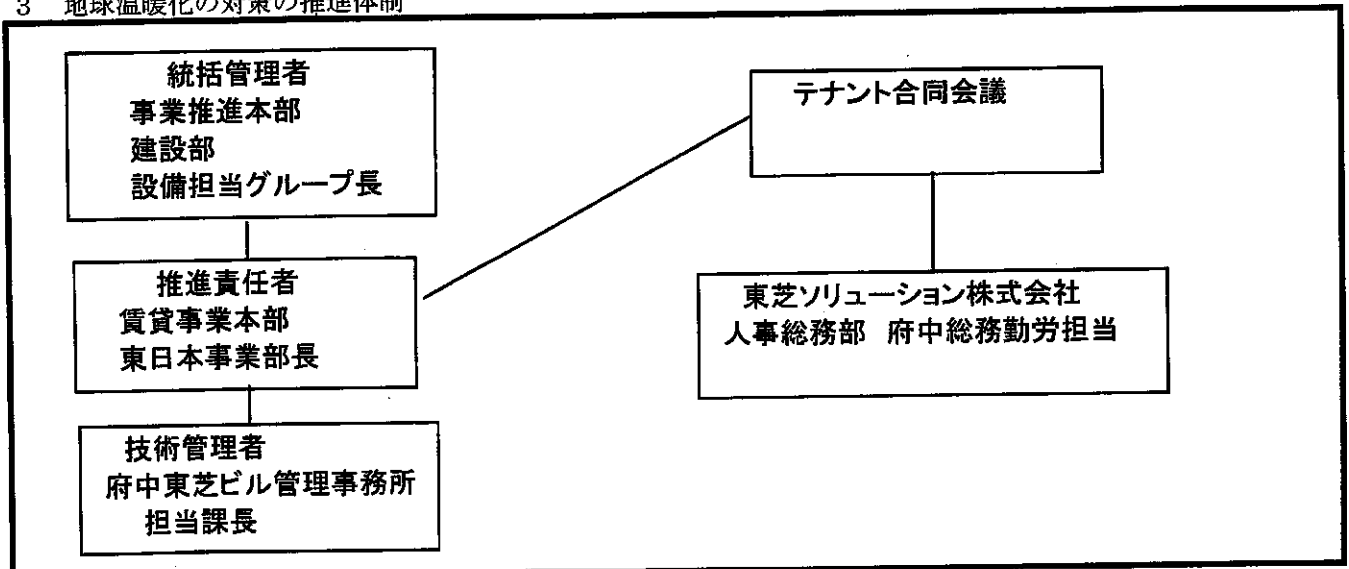 3 地球温暖化の対策の推進体制
統括管理者
事業推進本部
建設部
設備担当グループ長
テナント合同会議
推進責任者
賃貸事業本部
東日本事業部長
東芝ソリューション株式会社
人事総務部 府中総務勤労担当
技術管理者
府中東芝ビル管理事務所
担当課長